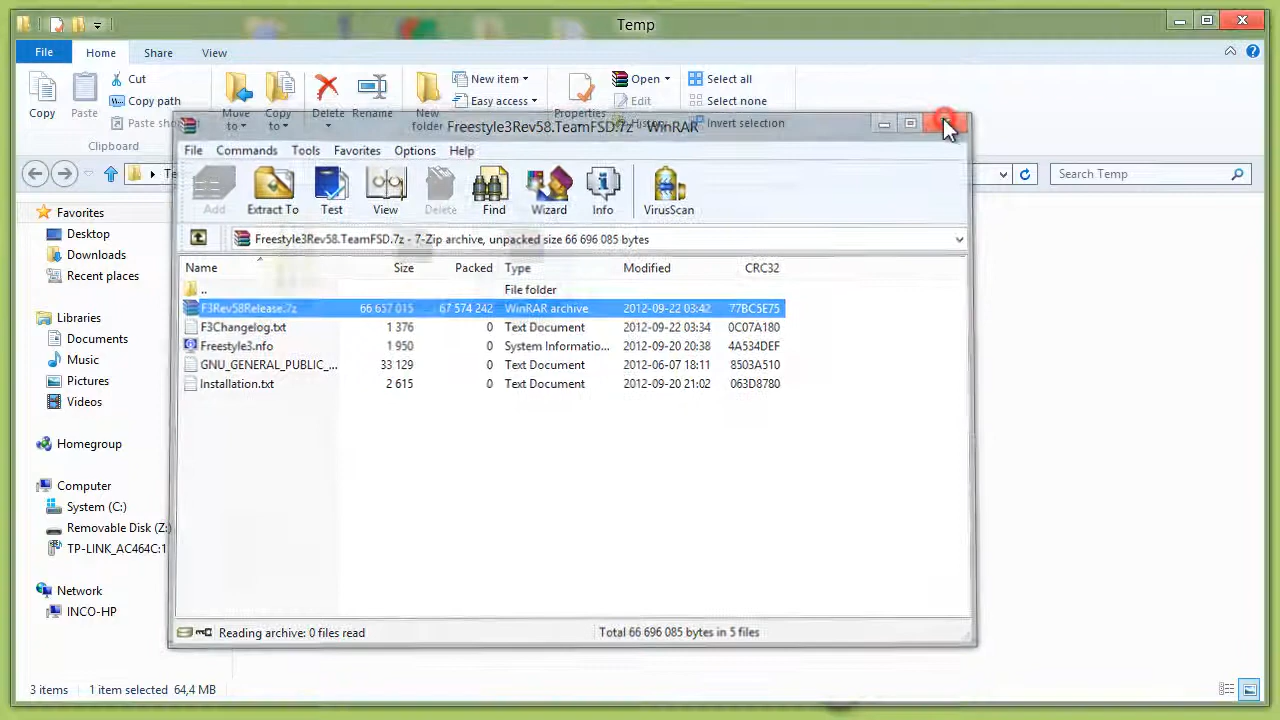 Temp
File Home Share View
Copy
Paste
Cut
Copy path
Paste sho
Clipboard
Move to
Copy to
Delete
Rename
New folder
New item
Easy access
Properties
Open
Edit
History
Select all
Select none
Invert selection
Te
Search Temp
Favorites
Desktop
Downloads
Recent places
Libraries
Documents
Music
Pictures
Videos
Homegroup
Computer
System (C:)
Removable Disk (Z:)
TP-LINK_AC464C:1
Network
INCO-HP
3 items 1 item selected 64,4 MB
Freestyle3Rev58.TeamFSD.7z - WinRAR
File Commands Tools Favorites Options Help
Add Extract To Test View Delete Find Wizard Info VirusScan
Freestyle3Rev58.TeamFSD.7z - 7-Zip archive, unpacked size 66 696 085 bytes
Name Size Packed Type Modified CRC32
.. File folder
F3Rev58Release.7z 66 657 015 67 574 242 WinRAR archive 2012-09-22 03:42 77BC5E75
F3Changelog.txt 1 376 0 Text Document 2012-09-22 03:34 0C07A180
Freestyle3.nfo 1 950 0 System Informatio... 2012-09-20 20:38 4A534DEF
GNU_GENERAL_PUBLIC_... 33 129 0 Text Document 2012-06-07 18:11 8503A510
Installation.txt 2 615 0 Text Document 2012-09-20 21:02 063D8780
Reading archive: 0 files read Total 66 696 085 bytes in 5 files